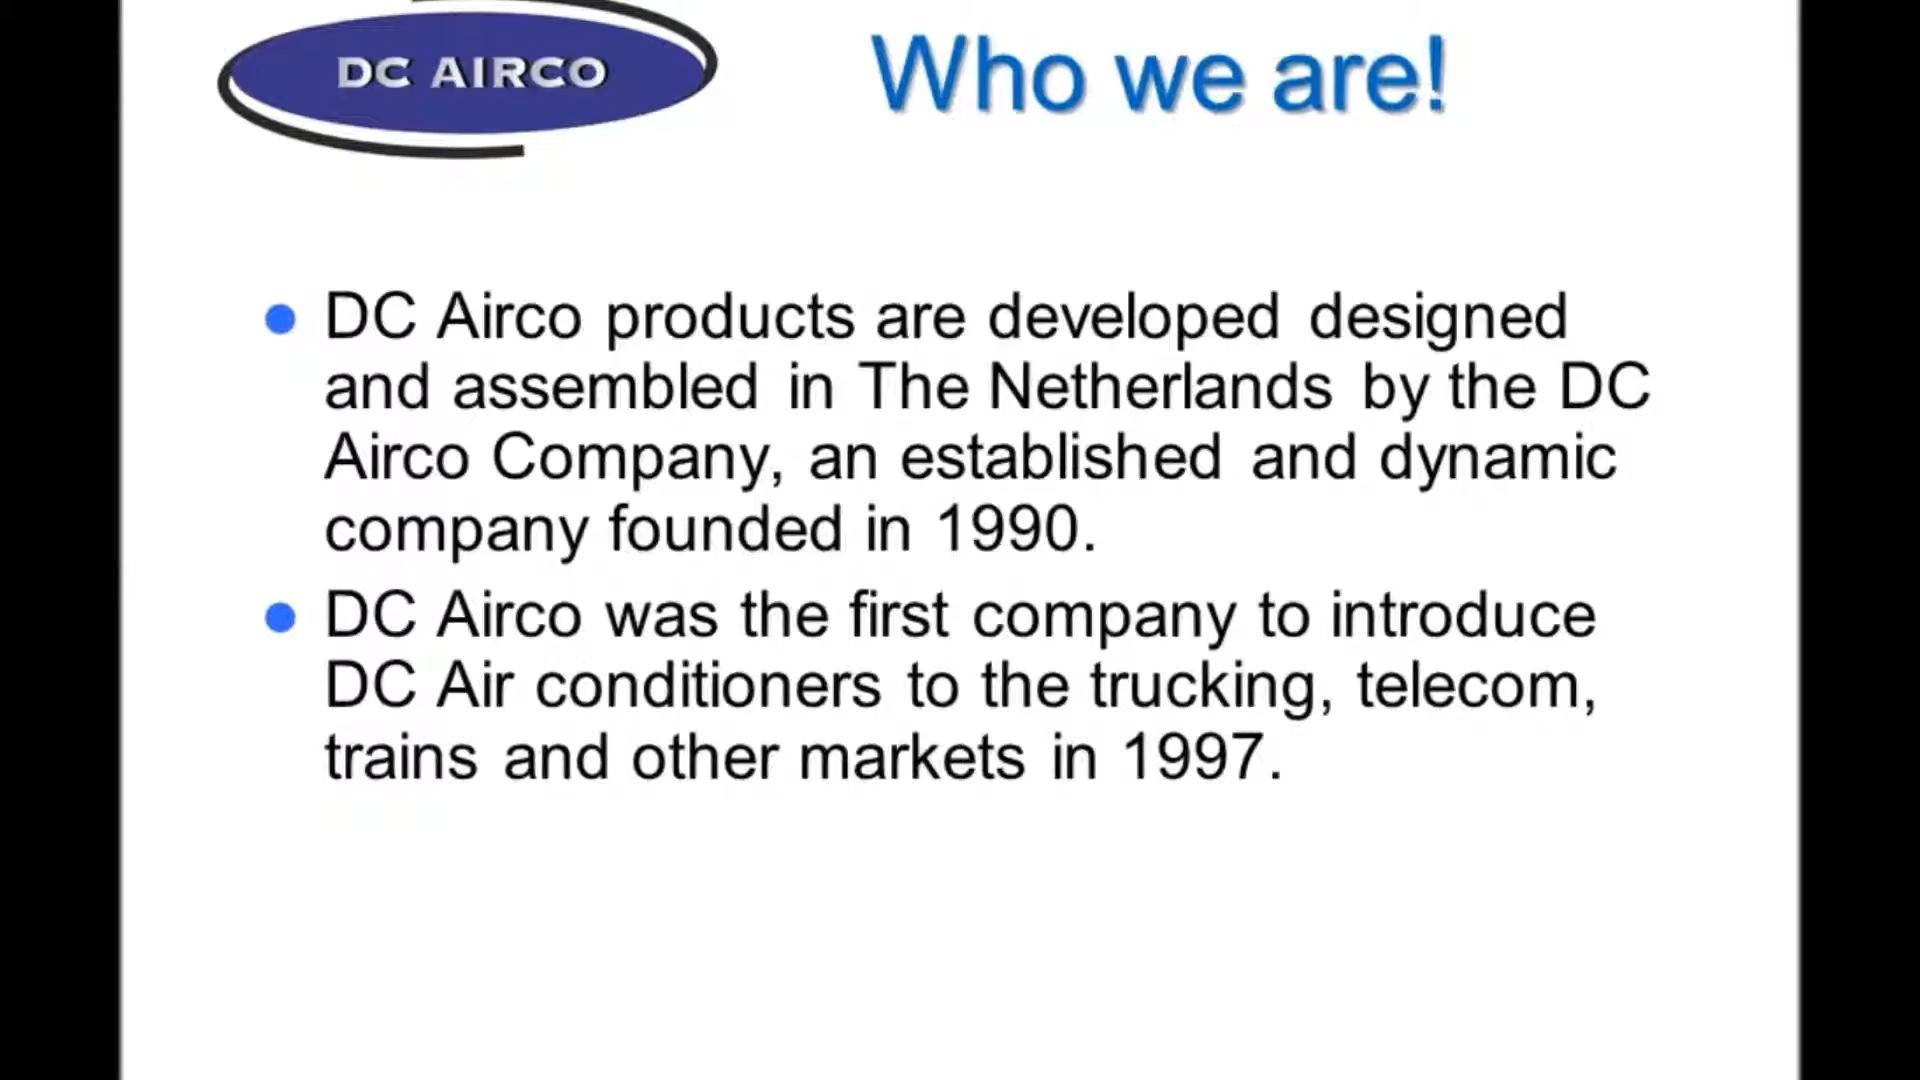 DC AIRCO
Who we are!
DC Airco products are developed designed
and assembled in The Netherlands by the DC
Airco Company, an established and dynamic
company founded in 1990.
DC Airco was the first company to introduce
DC Air conditioners to the trucking, telecom,
trains and other markets in 1997.